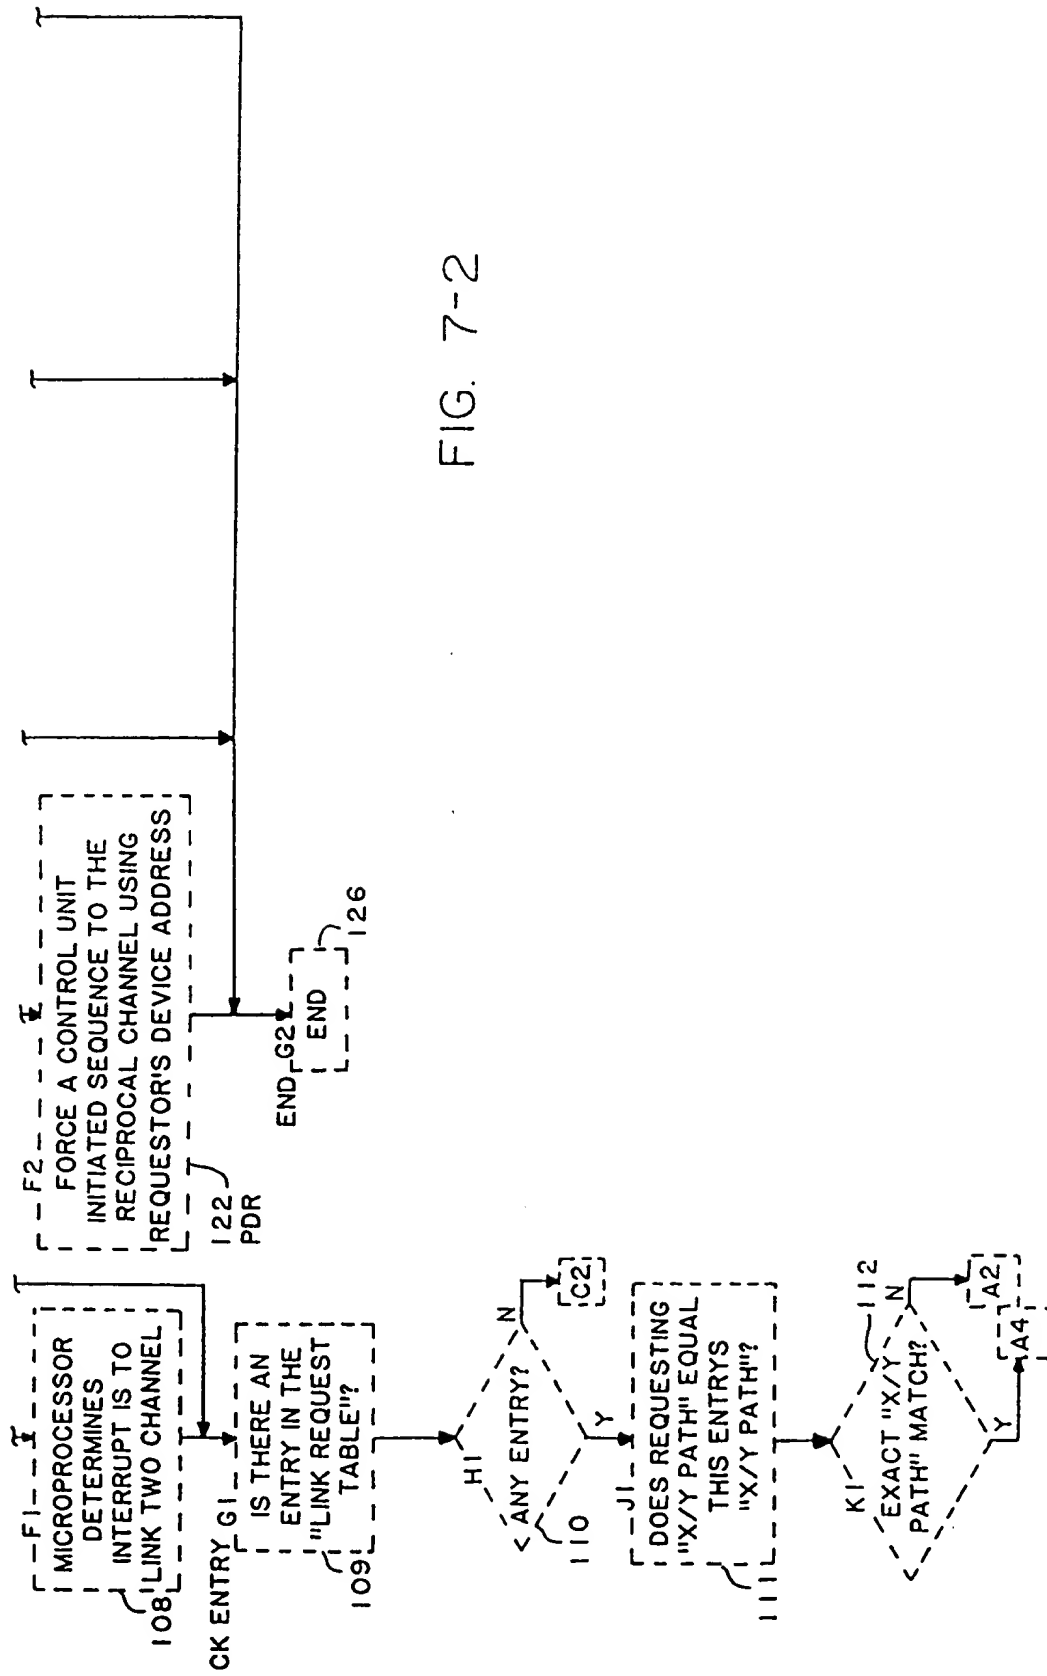 F1
MICROPROCESSOR
DETERMINES
INTERRUPT IS TO
LINK TWO CHANNEL
108
CK ENTRY G1
IS THERE AN
ENTRY IN THE
"LINK REQUEST
TABLE"?
109
H1
ANY ENTRY?
N
C2
Y
110
J1
DOES REQUESTING
"X/Y PATH" EQUAL
THIS ENTRYS
"X/Y PATH"?
111
K1
112
EXACT "X/Y
PATH" MATCH?
N
A2
Y
A4
F2
FORCE A CONTROL UNIT
INITIATED SEQUENCE TO THE
RECIPROCAL CHANNEL USING
REQUESTOR'S DEVICE ADDRESS
122
PDR
END G2
END
126
FIG. 7-2